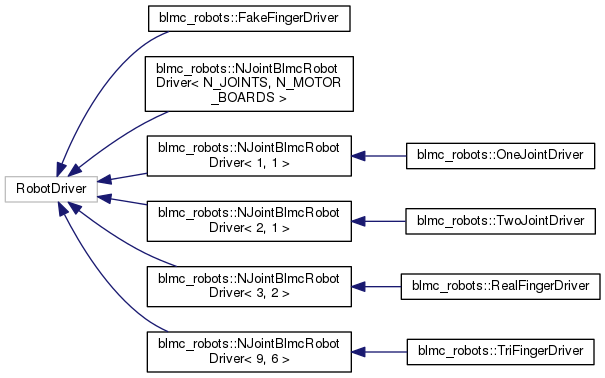 blmc_robots::FakeFingerDriver
blmc_robots::NJointBlmcRobot
Driver< N_JOINTS, N_MOTOR
_BOARDS >
blmc_robots::NJointBlmcRobot
Driver< 1, 1 >
blmc_robots::OneJointDriver
RobotDriver
blmc_robots::NJointBlmcRobot
Driver< 2, 1 >
blmc_robots::TwoJointDriver
blmc_robots::NJointBlmcRobot
Driver< 3, 2 >
blmc_robots::RealFingerDriver
blmc_robots::NJointBlmcRobot
Driver< 9, 6 >
blmc_robots::TriFingerDriver